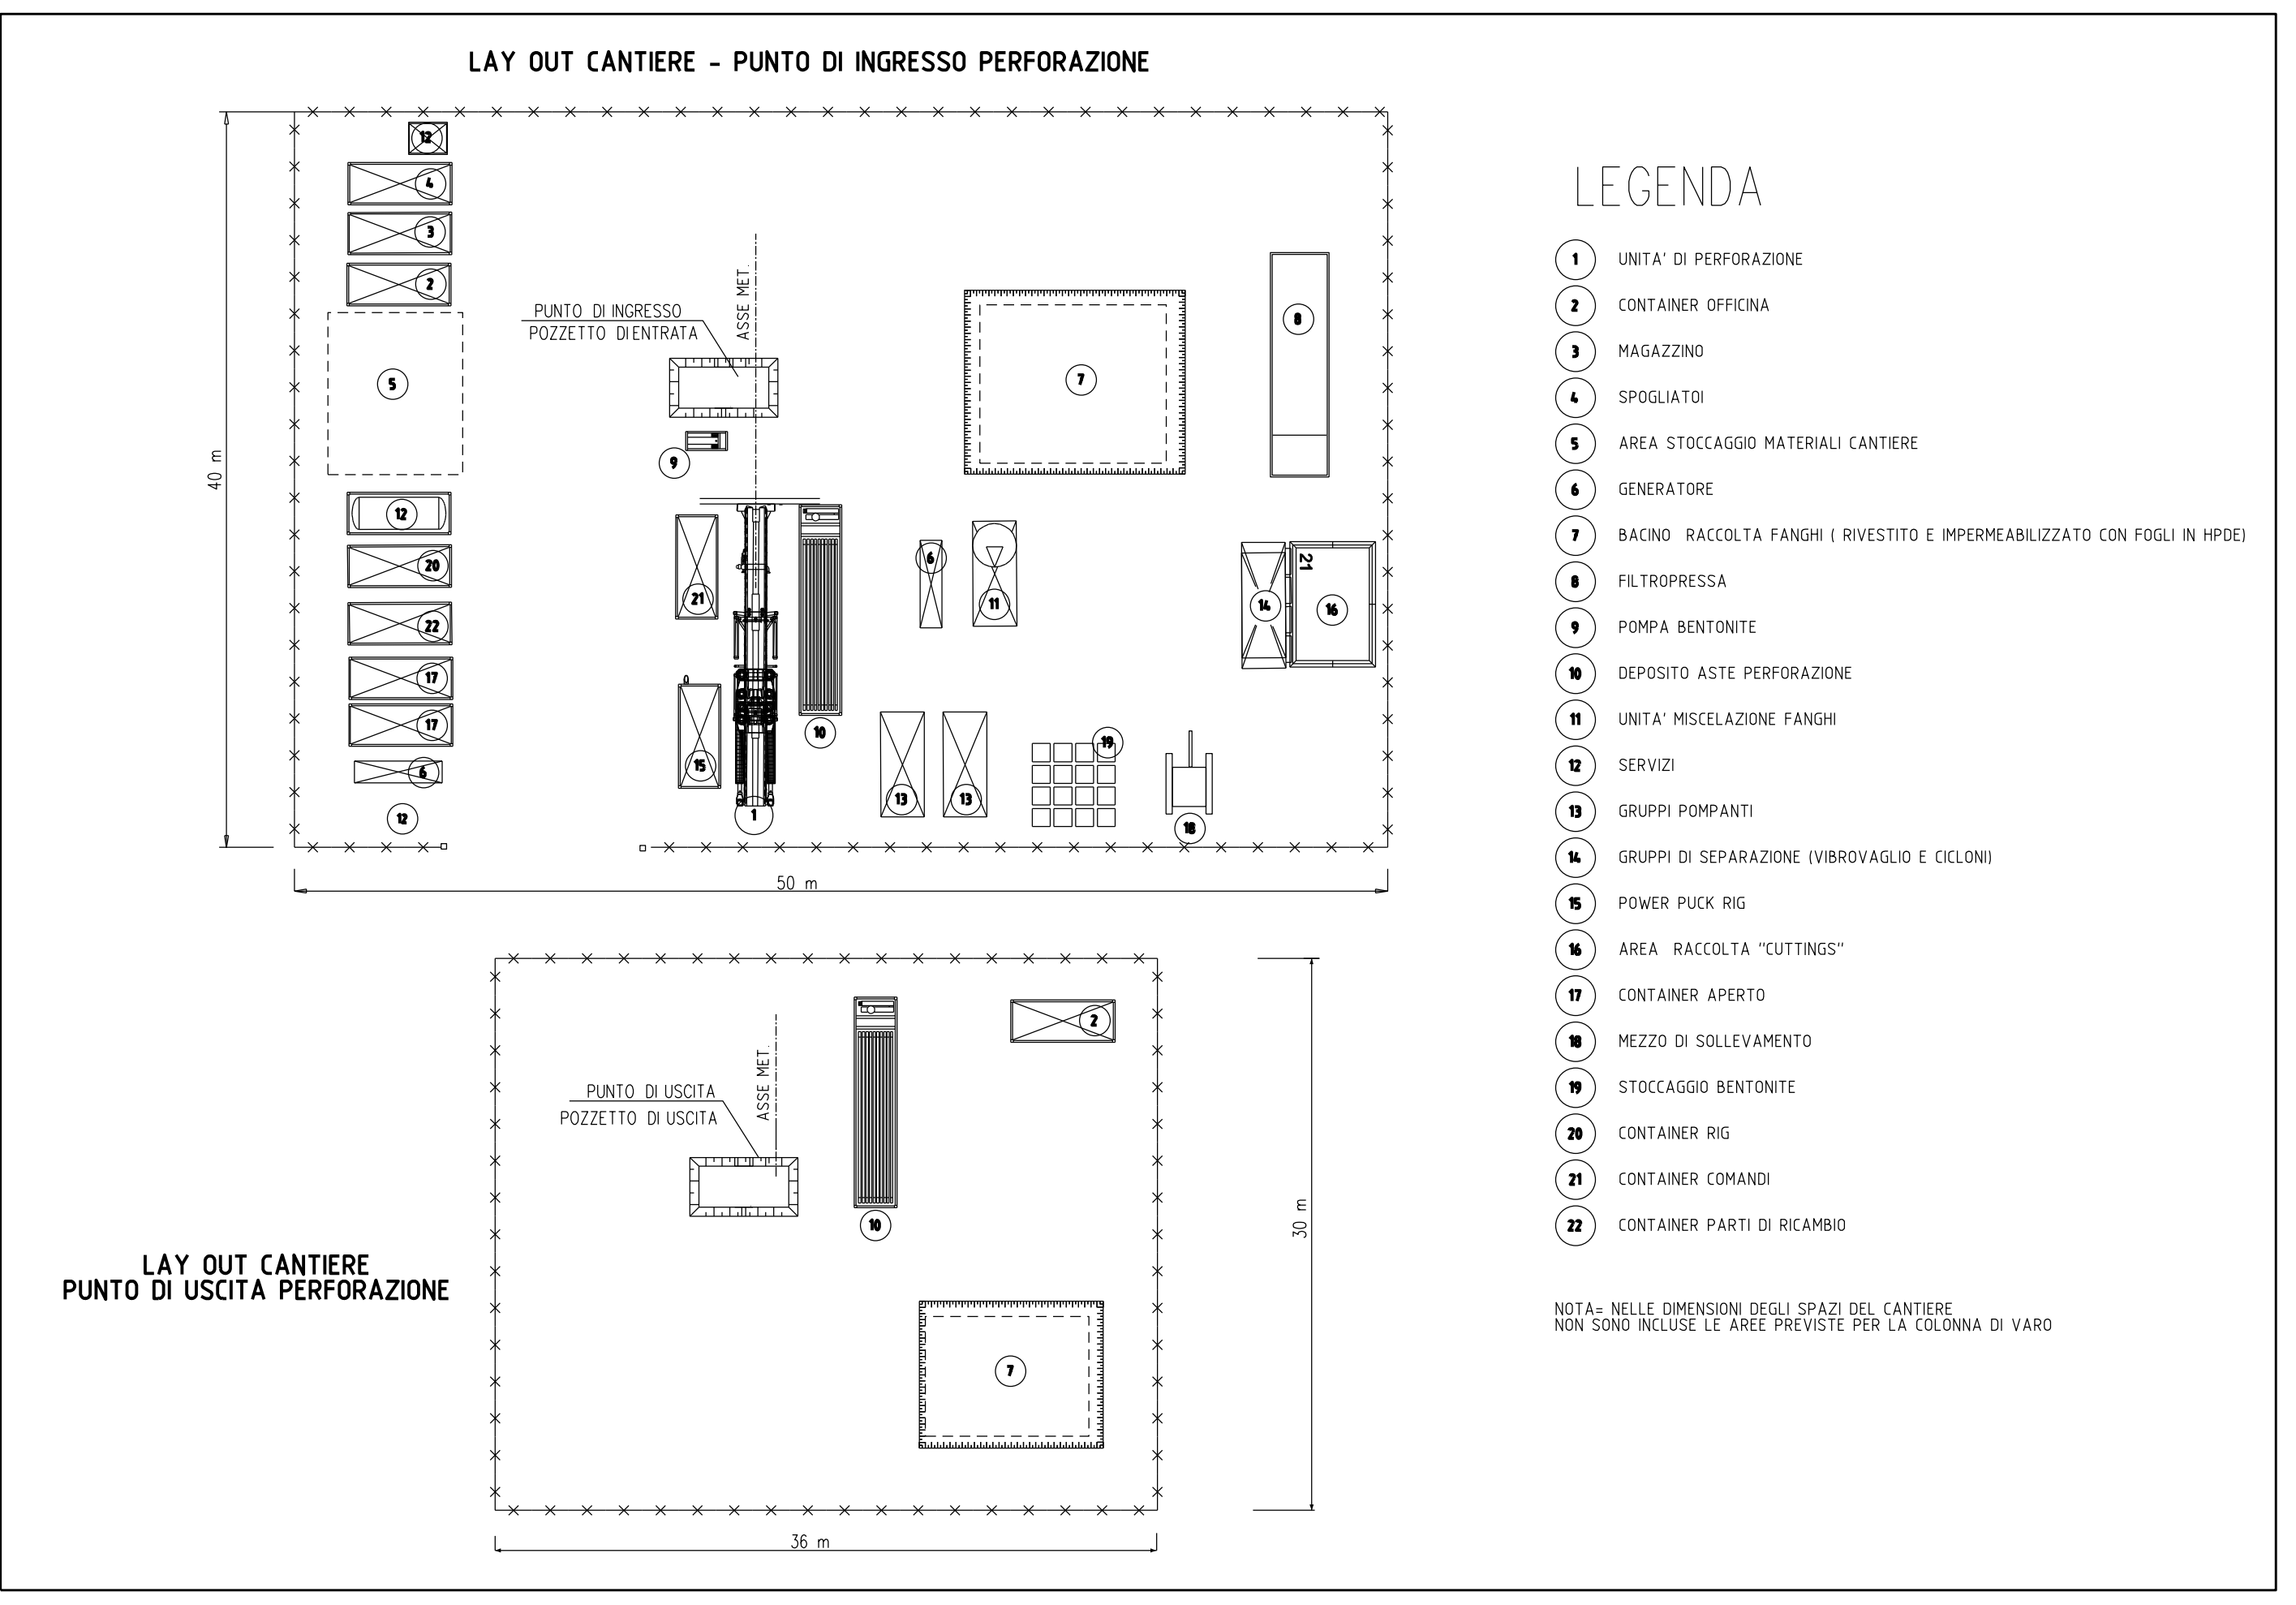 LAY OUT CANTIERE - PUNTO DI INGRESSO PERFORAZIONE
12
4
3
2
5
12
20
22
17
17
6
12
40 m
PUNTO DI INGRESSO
POZZETTO DI ENTRATA
ASSE MET.
9
21
15
1
10
7
8
6
11
14
21
16
13
13
19
18
50 m
LAY OUT CANTIERE
PUNTO DI USCITA PERFORAZIONE
PUNTO DI USCITA
POZZETTO DI USCITA
ASSE MET.
10
2
7
30 m
36 m
LEGENDA
1 UNITA' DI PERFORAZIONE
2 CONTAINER OFFICINA
3 MAGAZZINO
4 SPOGLIATOI
5 AREA STOCCAGGIO MATERIALI CANTIERE
6 GENERATORE
7 BACINO RACCOLTA FANGHI ( RIVESTITO E IMPERMEABILIZZATO CON FOGLI IN HPDE)
8 FILTROPRESSA
9 POMPA BENTONITE
10 DEPOSITO ASTE PERFORAZIONE
11 UNITA' MISCELAZIONE FANGHI
12 SERVIZI
13 GRUPPI POMPANTI
14 GRUPPI DI SEPARAZIONE (VIBROVAGLIO E CICLONI)
15 POWER PUCK RIG
16 AREA RACCOLTA "CUTTINGS"
17 CONTAINER APERTO
18 MEZZO DI SOLLEVAMENTO
19 STOCCAGGIO BENTONITE
20 CONTAINER RIG
21 CONTAINER COMANDI
22 CONTAINER PARTI DI RICAMBIO
NOTA= NELLE DIMENSIONI DEGLI SPAZI DEL CANTIERE
NON SONO INCLUSE LE AREE PREVISTE PER LA COLONNA DI VARO